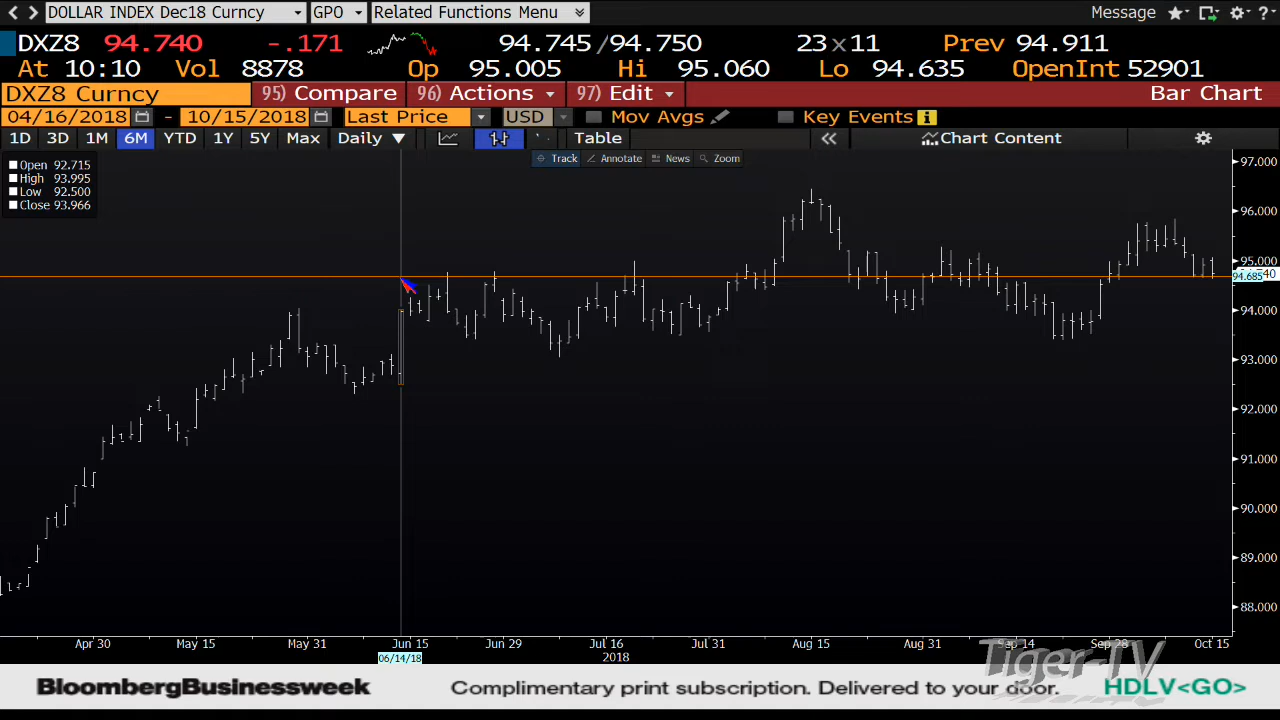 DOLLAR INDEX Dec18 Curncy GPO Related Functions Menu Message
DXZ8 94.740 -.171 94.745/94.750 23x11 Prev 94.911
At 10:10 Vol 8878 Op 95.005 Hi 95.060 Lo 94.635 OpenInt 52901
DXZ8 Curncy 95) Compare 96) Actions 97) Edit Bar Chart
04/16/2018 - 10/15/2018 Last Price USD Mov Avgs Key Events
1D 3D 1M 6M YTD 1Y 5Y Max Daily Table Chart Content
Track Annotate News Zoom
Open 92.715
High 93.995
Low 92.500
Close 93.966
97.000
96.000
95.000
94.685
94.000
93.000
92.000
91.000
90.000
89.000
88.000
Apr 30 May 15 May 31 Jun 15 Jun 29 Jul 16 Jul 31 Aug 15 Aug 31 Sep 14 Sep 28 Oct 15
06/14/18 2018
Tiger-TV
BloombergBusinessweek Complimentary print subscription. Delivered to your door. HDLV<GO>